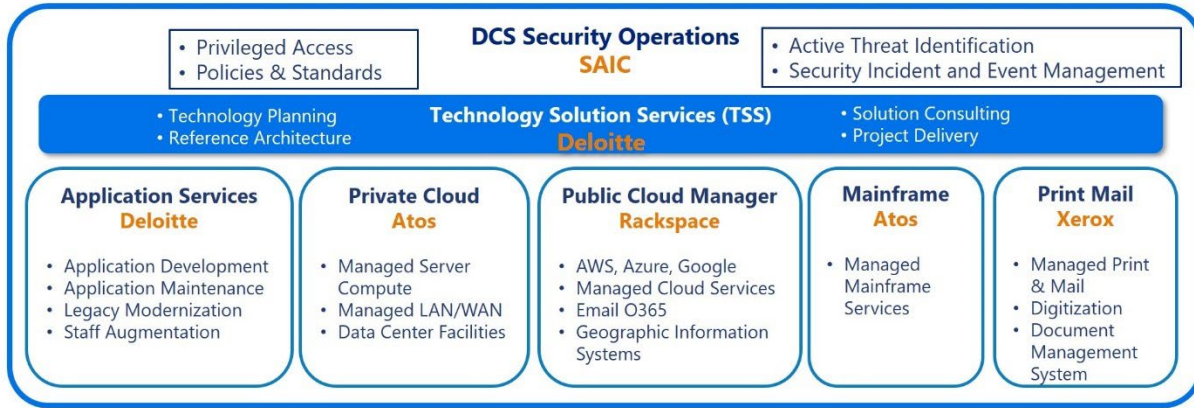 DCS Security Operations
SAIC
• Privileged Access
• Policies & Standards
• Active Threat Identification
• Security Incident and Event Management
Technology Solution Services (TSS)
Deloitte
• Technology Planning
• Reference Architecture
• Solution Consulting
• Project Delivery
Application Services
Deloitte
• Application Development
• Application Maintenance
• Legacy Modernization
• Staff Augmentation
Private Cloud
Atos
• Managed Server
Compute
• Managed LAN/WAN
• Data Center Facilities
Public Cloud Manager
Rackspace
• AWS, Azure, Google
• Managed Cloud Services
• Email O365
• Geographic Information
Systems
Mainframe
Atos
• Managed
Mainframe
Services
Print Mail
Xerox
• Managed Print
& Mail
• Digitization
• Document
Management
System